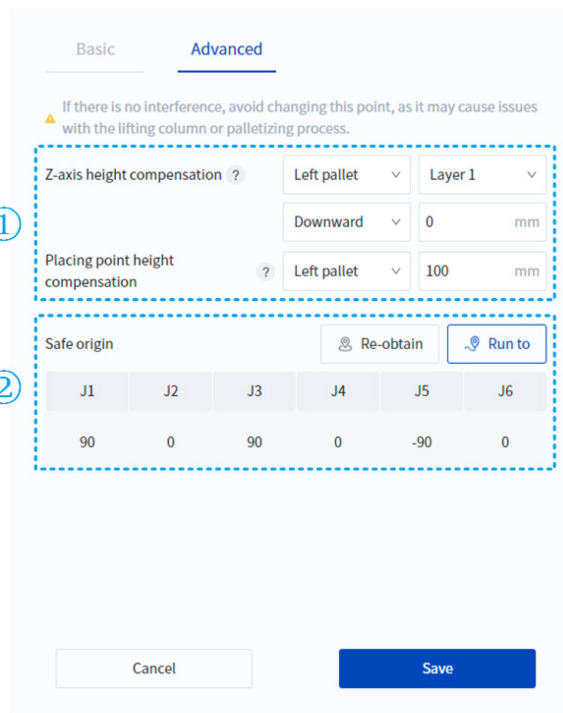 Basic Advanced
If there is no interference, avoid changing this point, as it may cause issues
with the lifting column or palletizing process.
①
Z-axis height compensation ? Left pallet Layer 1
Downward 0 mm
Placing point height
compensation ? Left pallet 100 mm
②
Safe origin Re-obtain Run to
J1 J2 J3 J4 J5 J6
90 0 90 0 -90 0
Cancel Save